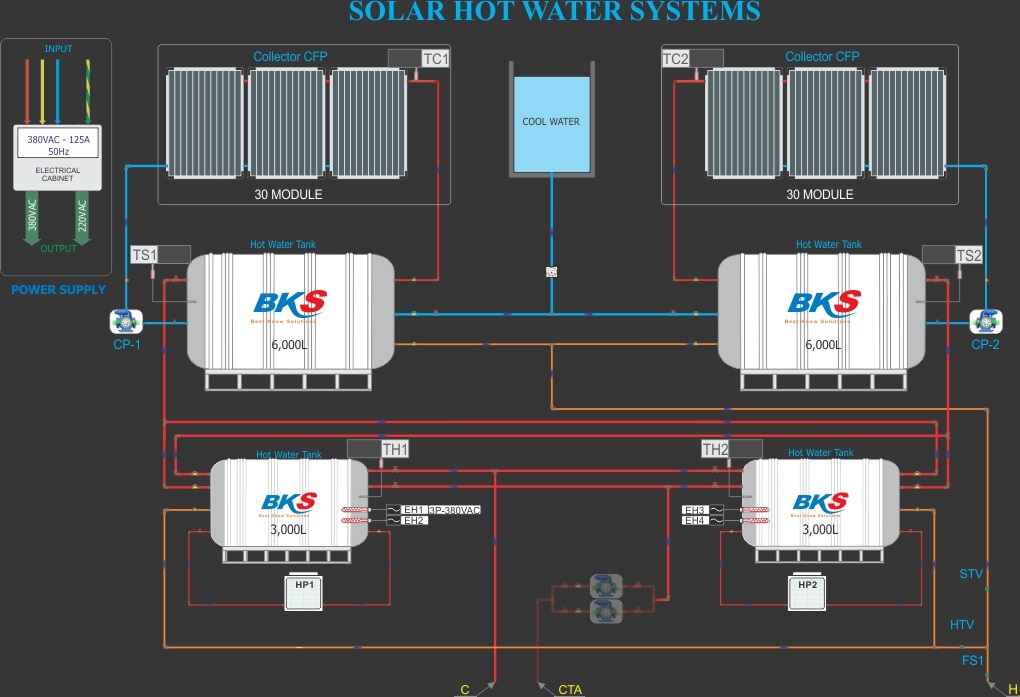 SOLAR HOT WATER SYSTEMS
INPUT
380VAC - 125A
50Hz
ELECTRICAL
CABINET
380VAC
220VAC
OUTPUT
POWER SUPPLY
Collector CFP
TC1
30 MODULE
COOL WATER
TC2
Collector CFP
30 MODULE
TS1
Hot Water Tank
BKS
Best Know Solutions
6,000L
CP-1
Hot Water Tank
TS2
BKS
Best Know Solutions
6,000L
CP-2
Hot Water Tank
TH1
BKS
Best Know Solutions
3,000L
EH1 3P-380VAC
EH2
HP1
TH2
Hot Water Tank
BKS
Best Know Solutions
3,000L
EH3
EH4
HP2
STV
HTV
FS1
C
CTA
H